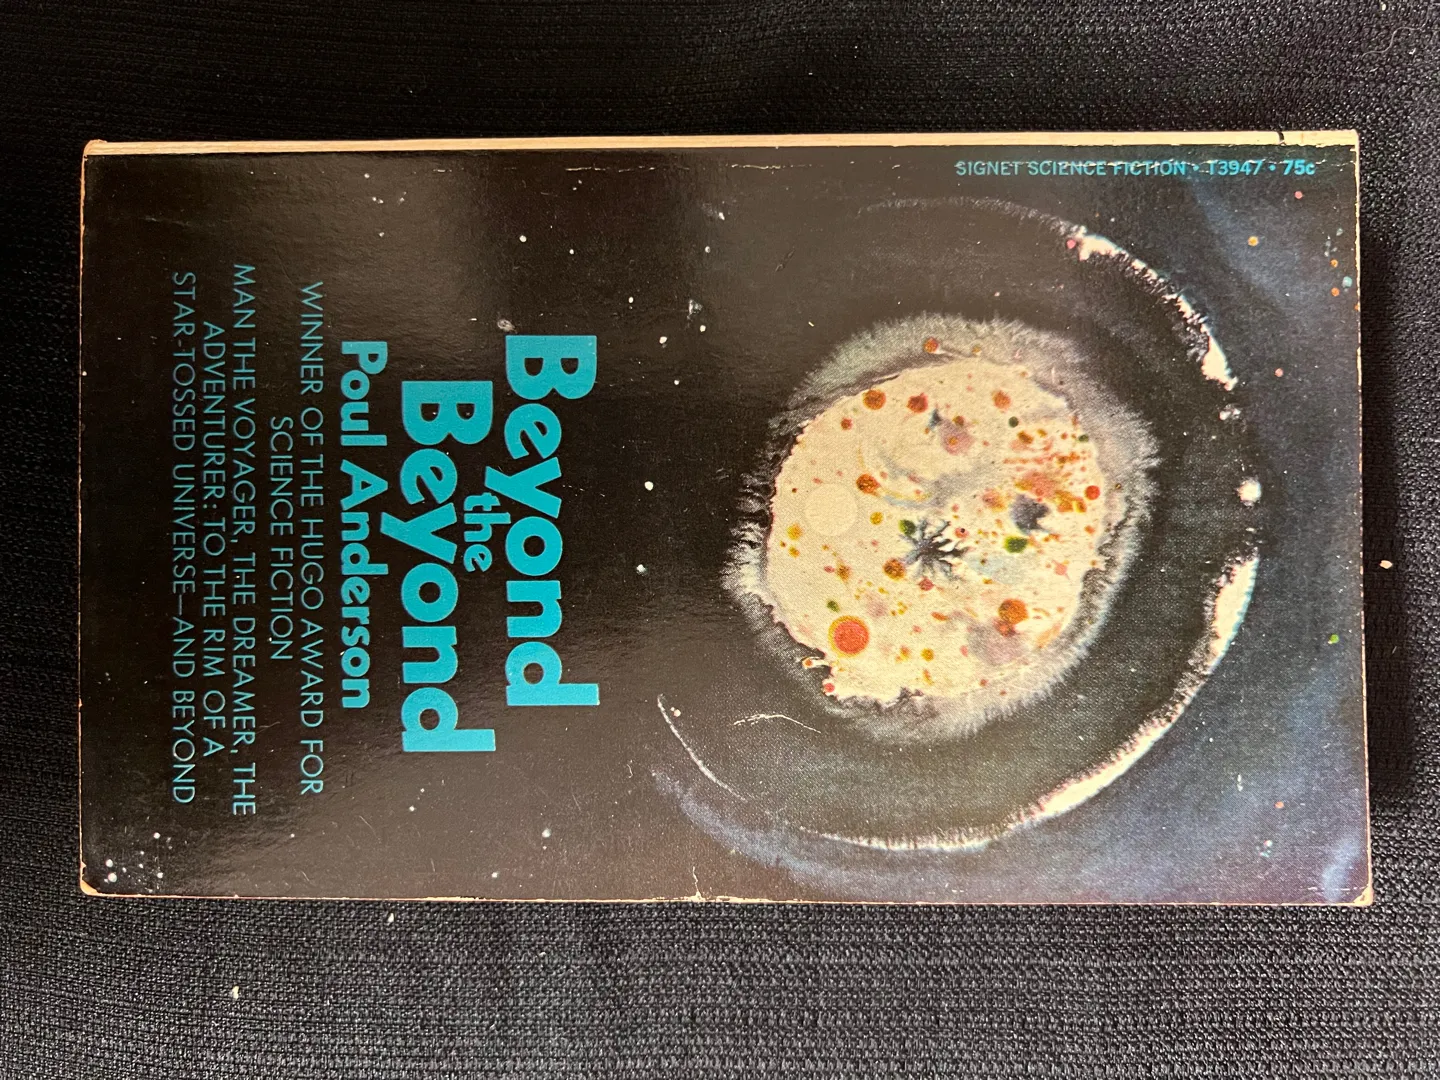 SIGNET SCIENCE FICTION • T3947 • 75c
Beyond
the
Beyond
Poul Anderson
WINNER OF THE HUGO AWARD FOR
SCIENCE FICTION
MAN THE VOYAGER, THE DREAMER, THE
ADVENTURER: TO THE RIM OF A
STAR-TOSSED UNIVERSE—AND BEYOND